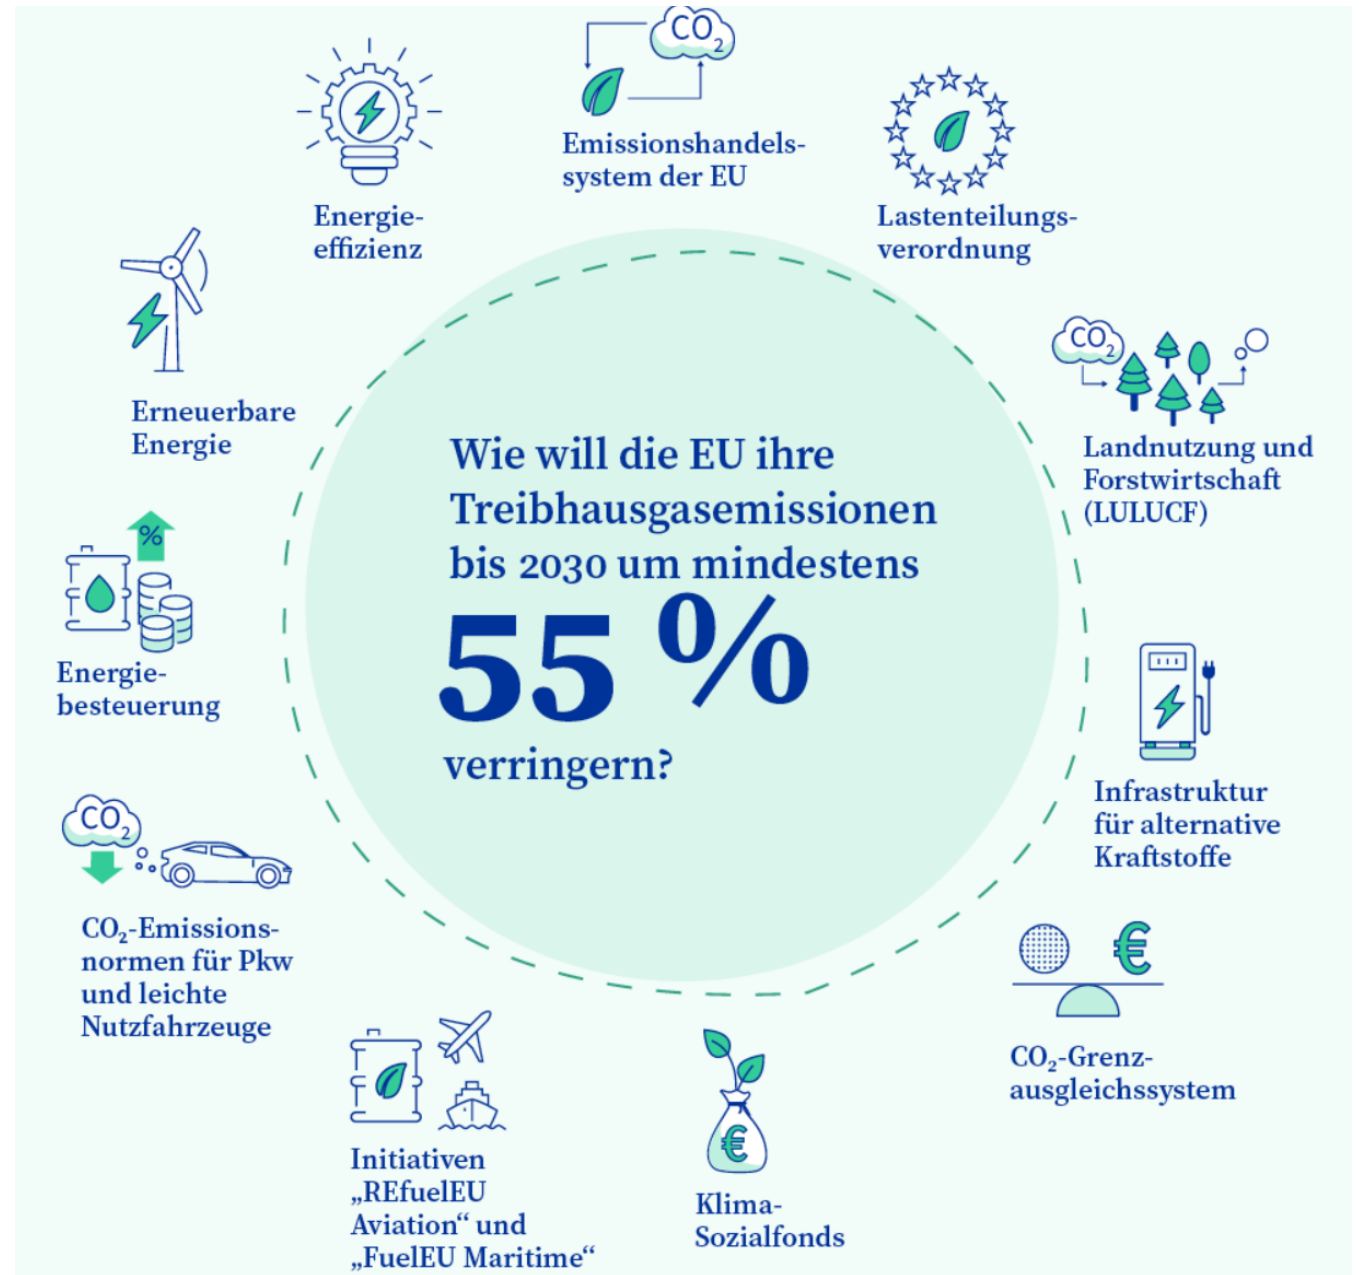 CO₂
Emissionshandels-
system der EU
Lastenteilungs-
verordnung
CO₂
Landnutzung und
Forstwirtschaft
(LULUCF)
Infrastruktur
für alternative
Kraftstoffe
€
CO₂-Grenz-
ausgleichssystem
€
Klima-
Sozialfonds
Initiativen
„REfuelEU
Aviation“ und
„FuelEU Maritime“
CO₂
CO₂-Emissions-
normen für Pkw
und leichte
Nutzfahrzeuge
%
Energie-
besteuerung
Erneuerbare
Energie
Energie-
effizienz
Wie will die EU ihre
Treibhausgasemissionen
bis 2030 um mindestens
55 %
verringern?